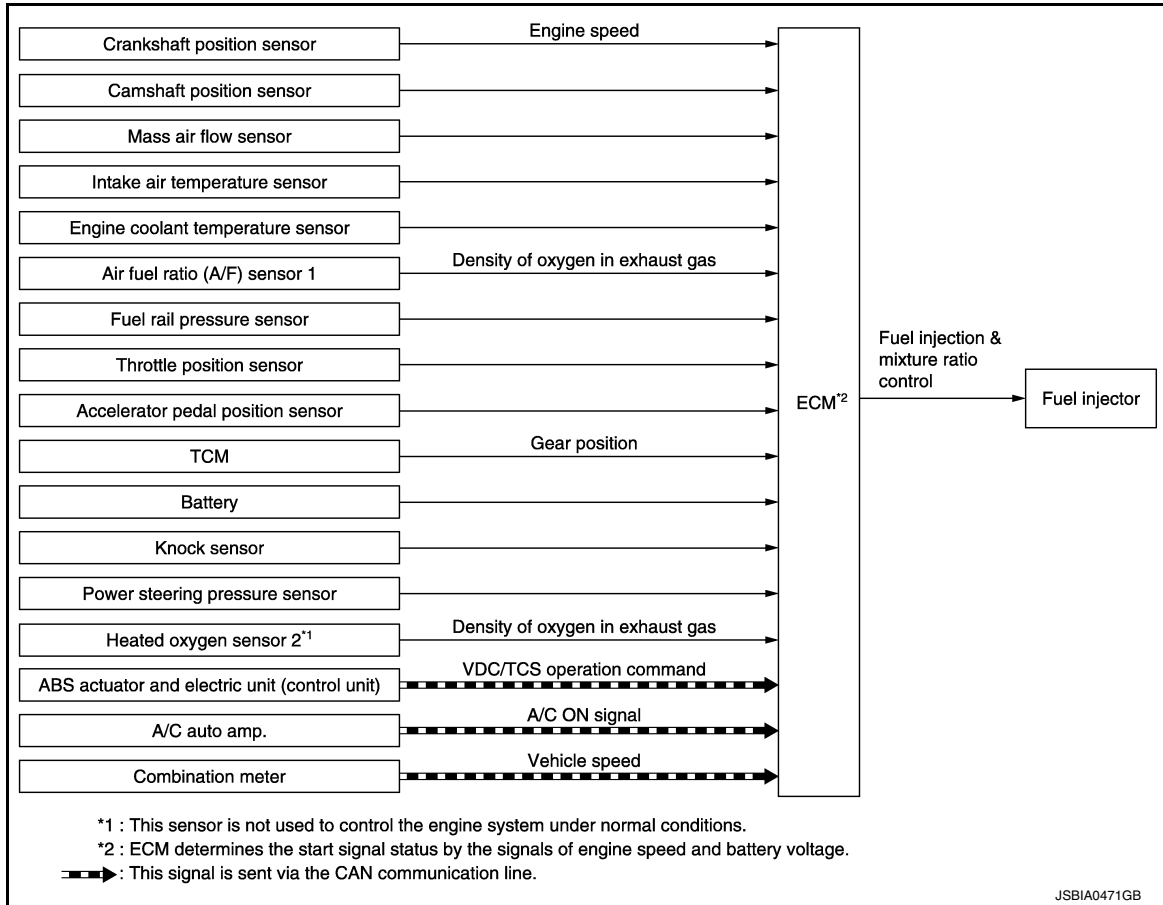 Crankshaft position sensor
Engine speed
Camshaft position sensor
Mass air flow sensor
Intake air temperature sensor
Engine coolant temperature sensor
Air fuel ratio (A/F) sensor 1
Density of oxygen in exhaust gas
Fuel rail pressure sensor
Throttle position sensor
Accelerator pedal position sensor
TCM
Gear position
Battery
Knock sensor
Power steering pressure sensor
Heated oxygen sensor 2*1
Density of oxygen in exhaust gas
ABS actuator and electric unit (control unit)
VDC/TCS operation command
A/C auto amp.
A/C ON signal
Combination meter
Vehicle speed
ECM*2
Fuel injection &
mixture ratio
control
Fuel injector
*1 : This sensor is not used to control the engine system under normal conditions.
*2 : ECM determines the start signal status by the signals of engine speed and battery voltage.
: This signal is sent via the CAN communication line.
JSBIA0471GB